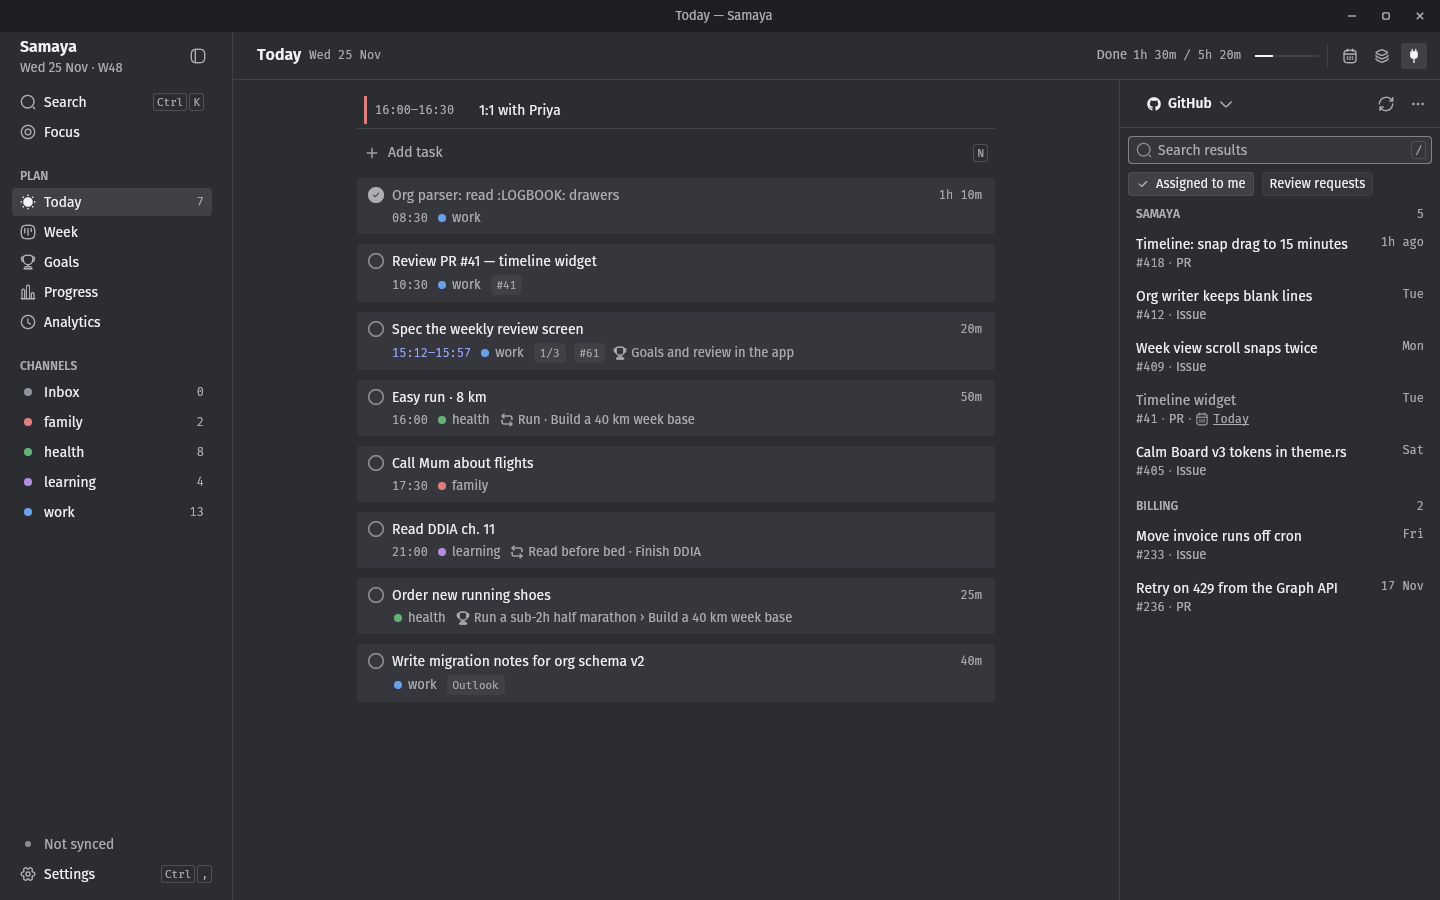 Today — Samaya
Samaya
Wed 25 Nov · W48
Search Ctrl K
Focus
PLAN
Today 7
Week
Goals
Progress
Analytics
CHANNELS
Inbox 0
family 2
health 8
learning 4
work 13
Not synced
Settings Ctrl ,
Today Wed 25 Nov
Done 1h 30m / 5h 20m
16:00–16:30 1:1 with Priya
Add task N
Org parser: read :LOGBOOK: drawers 1h 10m
08:30 work
Review PR #41 — timeline widget
10:30 work #41
Spec the weekly review screen 20m
15:12–15:57 work 1/3 #61 Goals and review in the app
Easy run · 8 km 50m
16:00 health Run · Build a 40 km week base
Call Mum about flights
17:30 family
Read DDIA ch. 11
21:00 learning Read before bed · Finish DDIA
Order new running shoes 25m
health Run a sub-2h half marathon › Build a 40 km week base
Write migration notes for org schema v2 40m
work Outlook
GitHub
Search results /
Assigned to me Review requests
SAMAYA 5
Timeline: snap drag to 15 minutes 1h ago
#418 · PR
Org writer keeps blank lines Tue
#412 · Issue
Week view scroll snaps twice Mon
#409 · Issue
Timeline widget Tue
#41 · PR · Today
Calm Board v3 tokens in theme.rs Sat
#405 · Issue
BILLING 2
Move invoice runs off cron Fri
#233 · Issue
Retry on 429 from the Graph API 17 Nov
#236 · PR